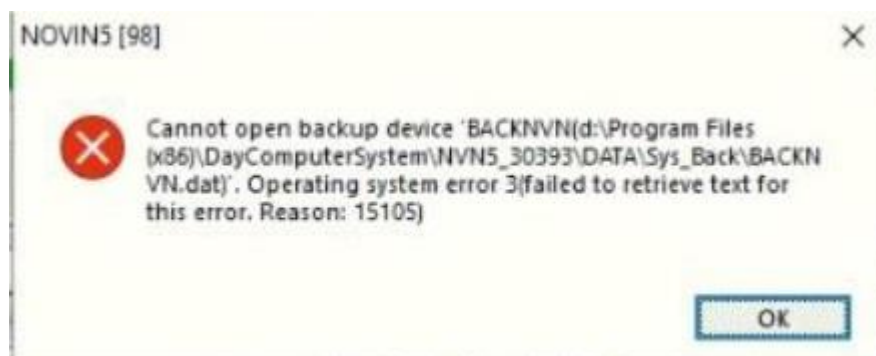 NOVIN5 [98]
Cannot open backup device 'BACKNVN(d:\Program Files
(x86)\DayComputerSystem\NVN5_30393\DATA\Sys_Back\BACKN
VN.dat)'. Operating system error 3(failed to retrieve text for
this error. Reason: 15105)
OK